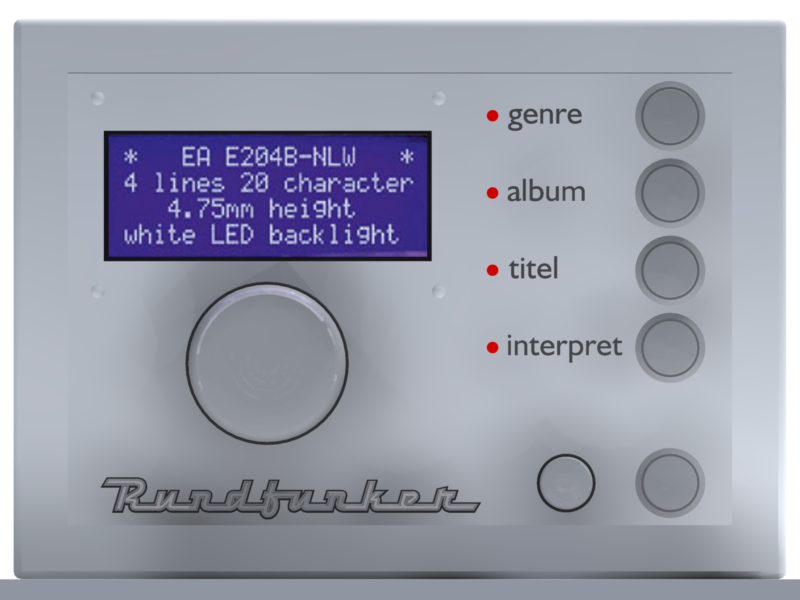 * EA E204B-NLW *
4 lines 20 character
4.75mm height
white LED backlight
genre
album
titel
interpret
Rundfunker